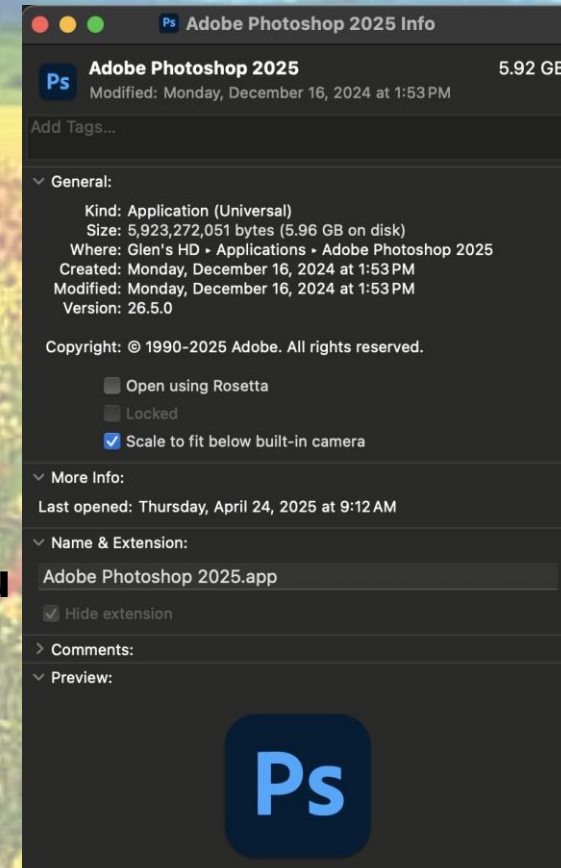 Ps Adobe Photoshop 2025 Info
Ps
Adobe Photoshop 2025 5.92 GB
Modified: Monday, December 16, 2024 at 1:53 PM
Add Tags...
General:
Kind: Application (Universal)
Size: 5,923,272,051 bytes (5.96 GB on disk)
Where: Glen's HD ▸ Applications ▸ Adobe Photoshop 2025
Created: Monday, December 16, 2024 at 1:53 PM
Modified: Monday, December 16, 2024 at 1:53 PM
Version: 26.5.0
Copyright: © 1990-2025 Adobe. All rights reserved.
Open using Rosetta
Locked
Scale to fit below built-in camera
More Info:
Last opened: Thursday, April 24, 2025 at 9:12 AM
Name & Extension:
Adobe Photoshop 2025.app
Hide extension
Comments:
Preview:
Ps